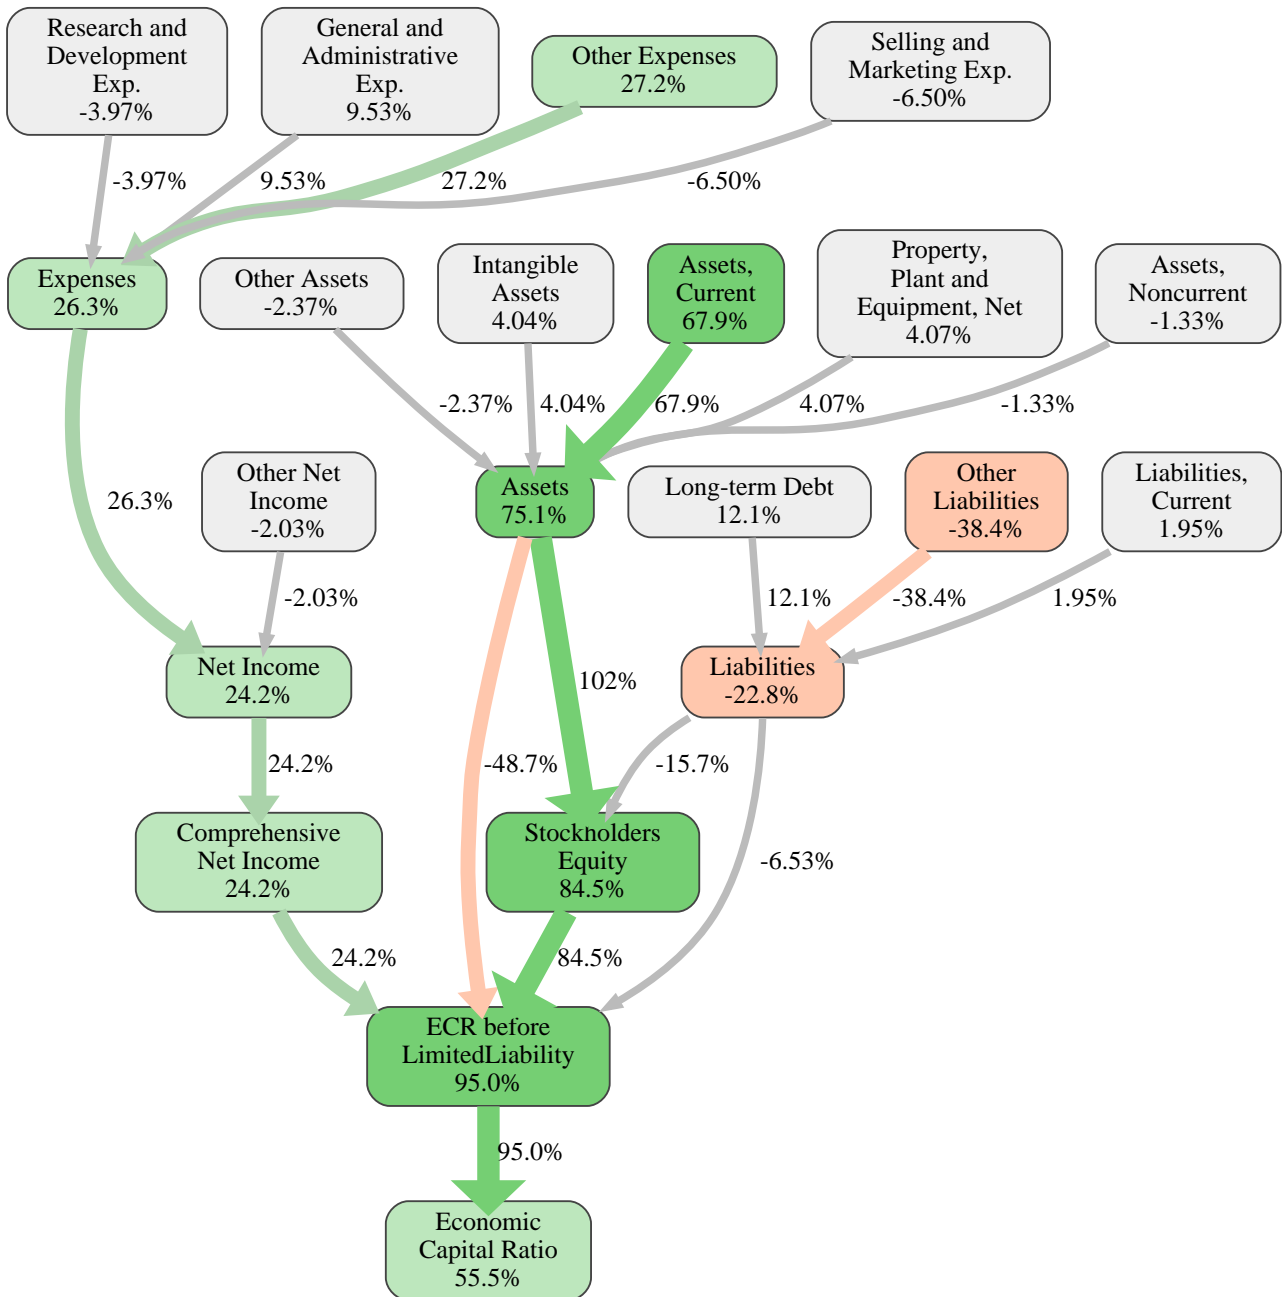 Research and
Development
Exp.
-3.97%
General and
Administrative
Exp.
9.53%
Other Expenses
27.2%
Selling and
Marketing Exp.
-6.50%
-3.97%
9.53%
27.2%
-6.50%
Expenses
26.3%
Other Assets
-2.37%
Intangible
Assets
4.04%
Assets,
Current
67.9%
Property,
Plant and
Equipment, Net
4.07%
Assets,
Noncurrent
-1.33%
-2.37%
4.04%
67.9%
4.07%
-1.33%
26.3%
Other Net
Income
-2.03%
Assets
75.1%
Long-term Debt
12.1%
Other
Liabilities
-38.4%
Liabilities,
Current
1.95%
-2.03%
12.1%
-38.4%
1.95%
Net Income
24.2%
102%
Liabilities
-22.8%
24.2%
-48.7%
-15.7%
Comprehensive
Net Income
24.2%
Stockholders
Equity
84.5%
-6.53%
24.2%
84.5%
ECR before
LimitedLiability
95.0%
95.0%
Economic
Capital Ratio
55.5%